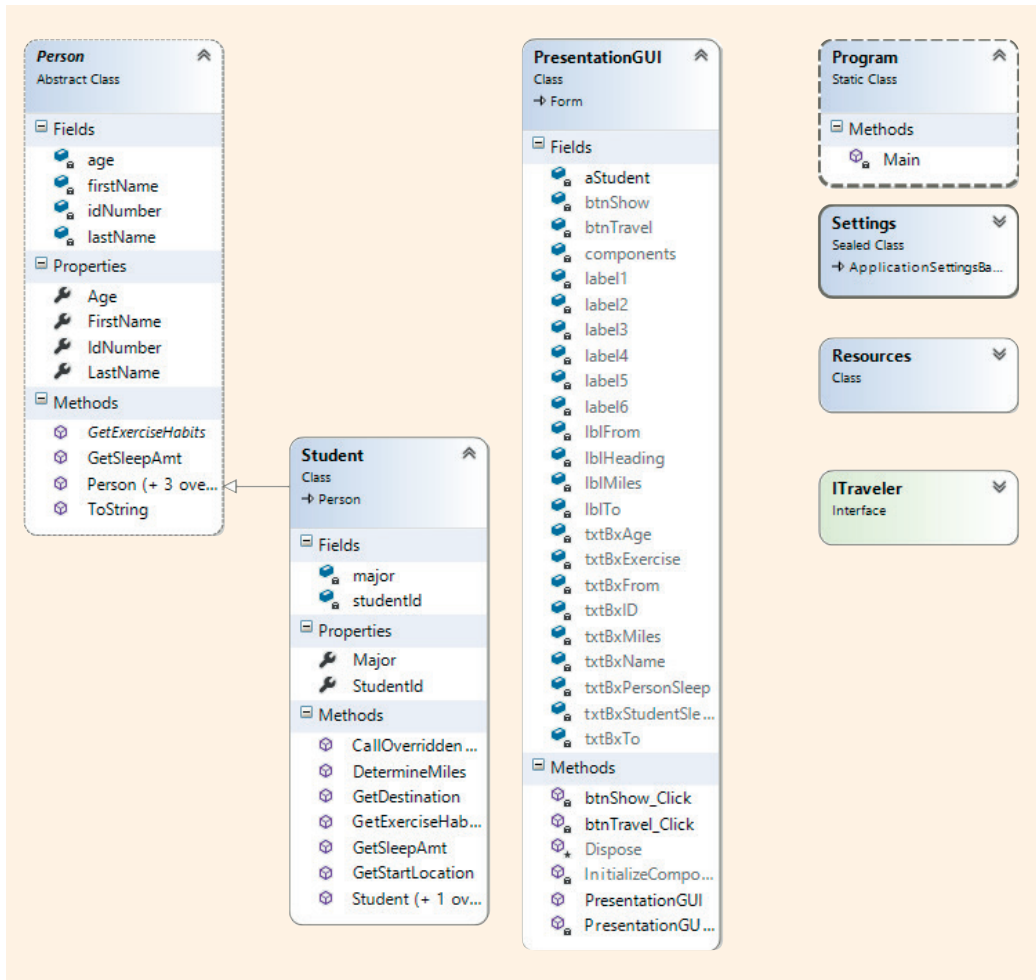 Person
Abstract Class
Fields
age
firstName
idNumber
lastName
Properties
Age
FirstName
IdNumber
LastName
Methods
GetExerciseHabits
GetSleepAmt
Person (+ 3 ove...
ToString
Student
Class
Person
Fields
major
studentId
Properties
Major
StudentId
Methods
CallOverridden ...
DetermineMiles
GetDestination
GetExerciseHab...
GetSleepAmt
GetStartLocation
Student (+ 1 ov...
PresentationGUI
Class
Form
Fields
aStudent
btnShow
btnTravel
components
label1
label2
label3
label4
label5
label6
lblFrom
lblHeading
lblMiles
lblTo
txtBxAge
txtBxExercise
txtBxFrom
txtBxID
txtBxMiles
txtBxName
txtBxPersonSleep
txtBxStudentSle...
txtBxTo
Methods
btnShow_Click
btnTravel_Click
Dispose
InitializeCompo...
PresentationGUI
PresentationGU...
Program
Static Class
Methods
Main
Settings
Sealed Class
ApplicationSettingsBa...
Resources
Class
ITraveler
Interface